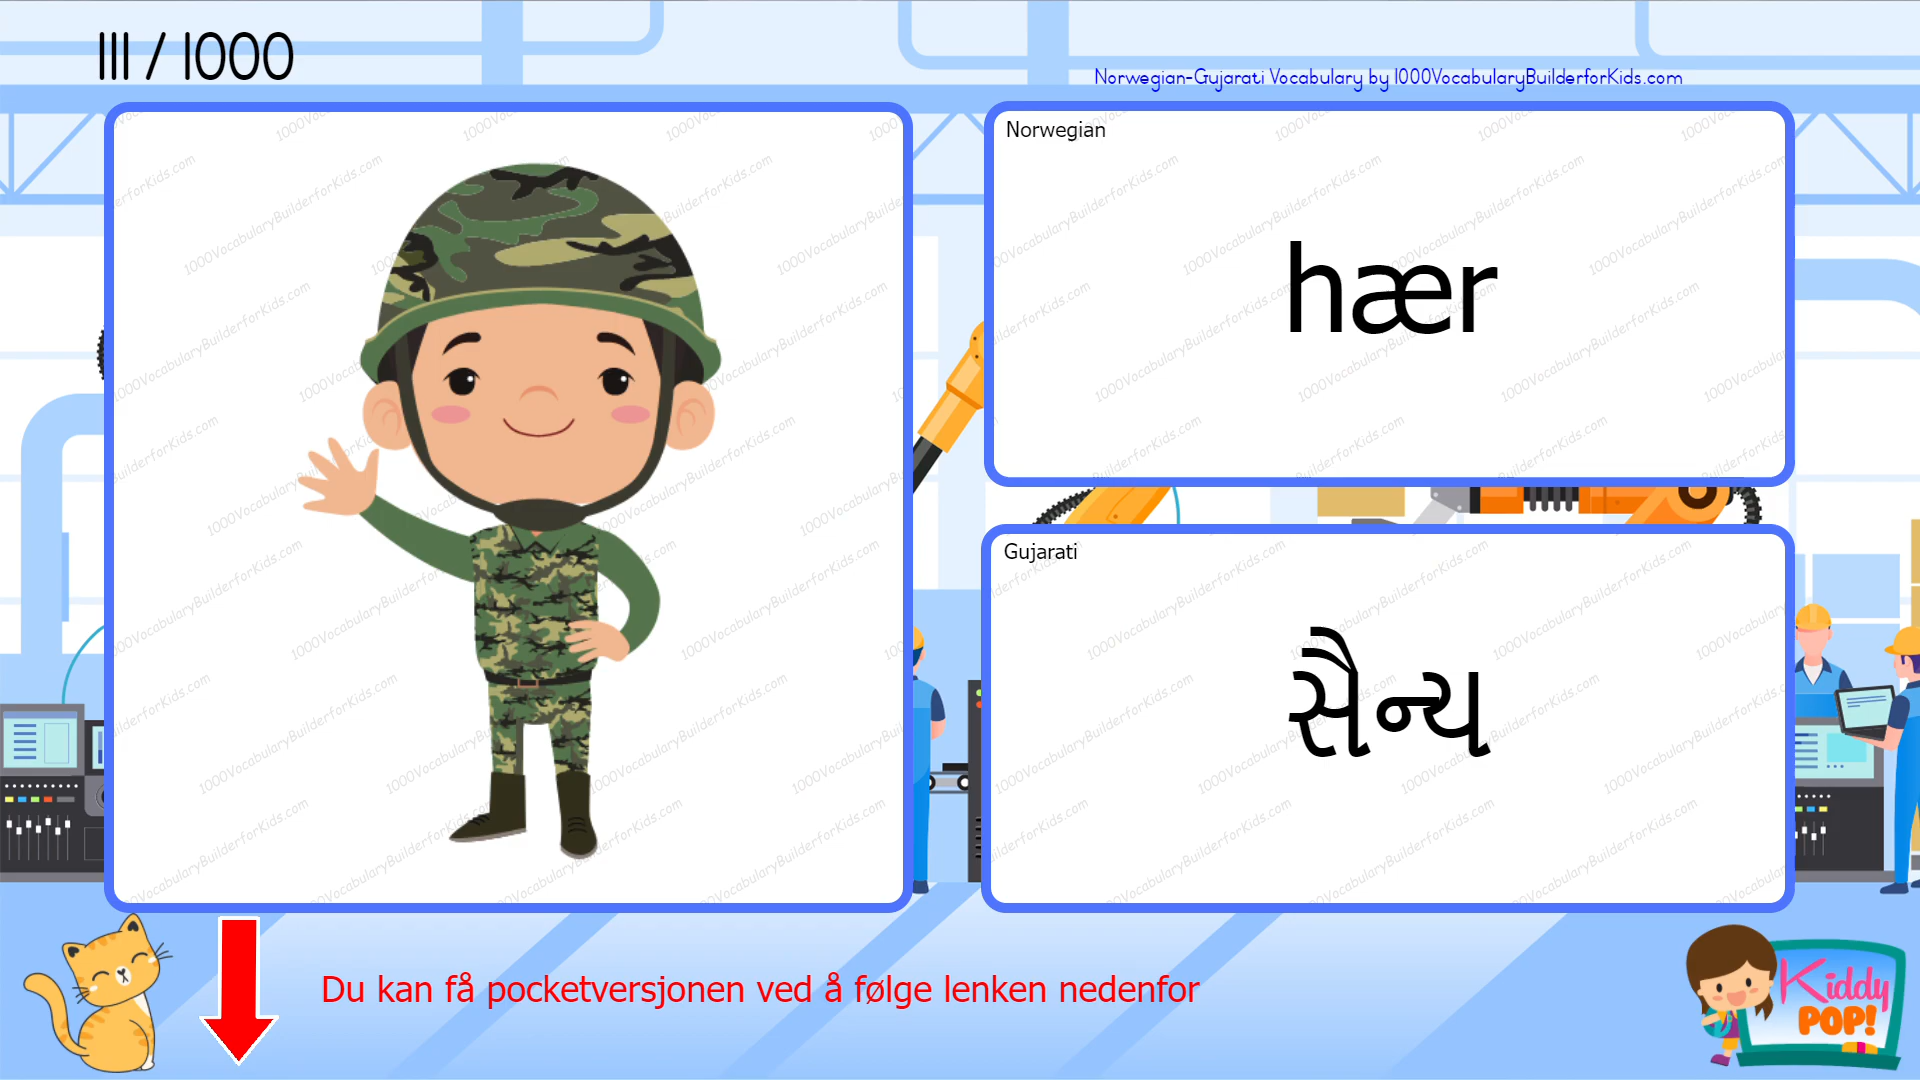 111 / 1000
Norwegian-Gujarati Vocabulary by 1000VocabularyBuilderforKids.com
Norwegian
hær
Gujarati
સૈન્ય
Du kan få pocketversjonen ved å følge lenken nedenfor
Kiddy
POP!